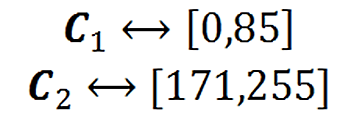 C₁ ↔ [0,85]
C₂ ↔ [171,255]